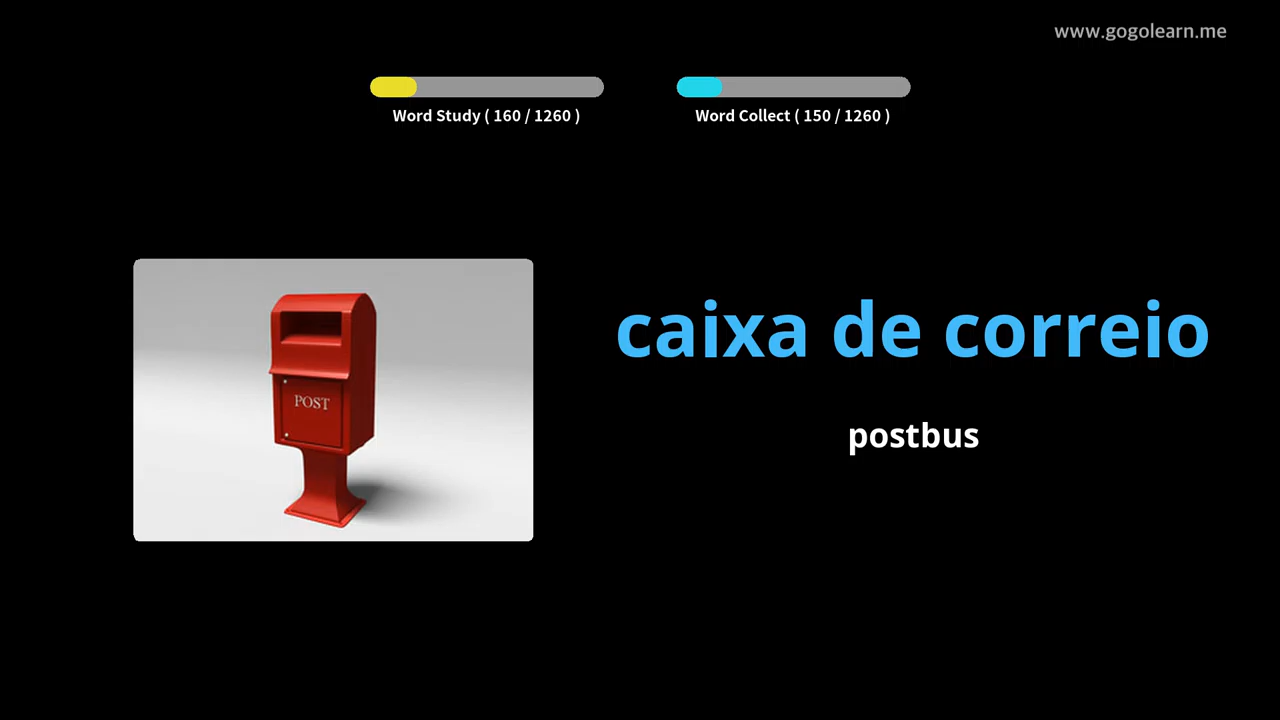 www.gogolearn.me
Word Study ( 160 / 1260 )
Word Collect ( 150 / 1260 )
POST
caixa de correio
postbus